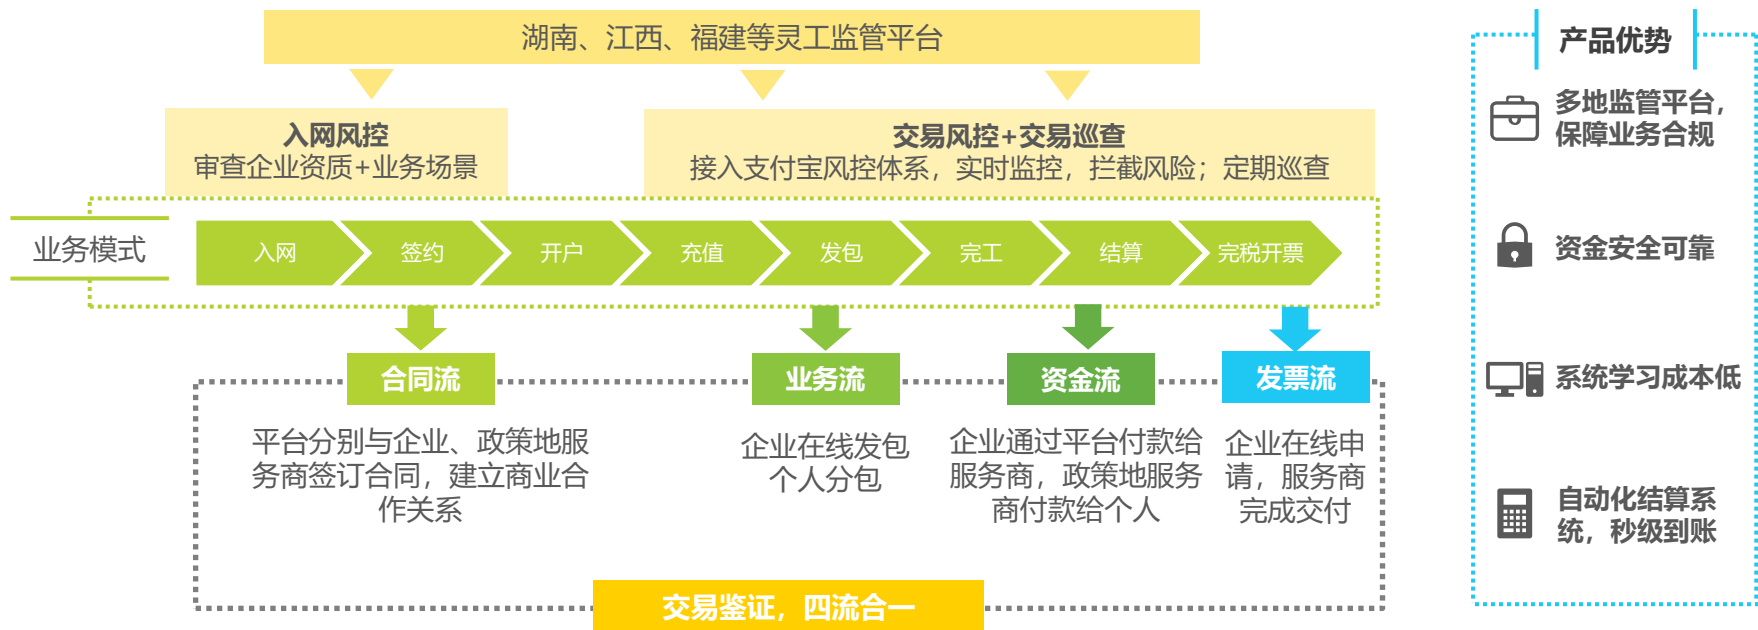 湖南、江西、福建等灵工监管平台
入网风控
审查企业资质+业务场景
交易风控+交易巡查
接入支付宝风控体系，实时监控，拦截风险；定期巡查
业务模式
入网
签约
开户
充值
发包
完工
结算
完税开票
合同流
平台分别与企业、政策地服
务商签订合同，建立商业合
作关系
业务流
企业在线发包
个人分包
资金流
企业通过平台付款给
服务商，政策地服务
商付款给个人
发票流
企业在线申
请，服务商
完成交付
交易鉴证，四流合一
产品优势
多地监管平台，
保障业务合规
资金安全可靠
系统学习成本低
自动化结算系
统，秒级到账